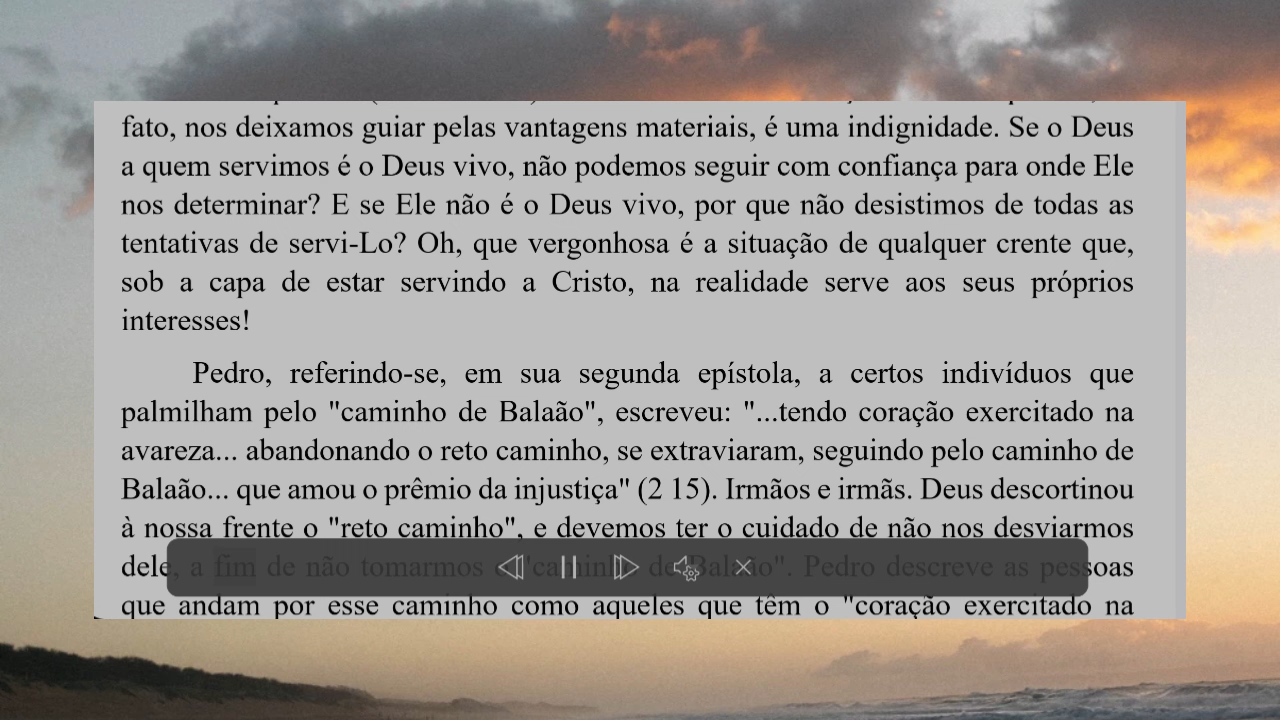 fato, nos deixamos guiar pelas vantagens materiais, é uma indignidade. Se o Deus
a quem servimos é o Deus vivo, não podemos seguir com confiança para onde Ele
nos determinar? E se Ele não é o Deus vivo, por que não desistimos de todas as
tentativas de servi-Lo? Oh, que vergonhosa é a situação de qualquer crente que,
sob a capa de estar servindo a Cristo, na realidade serve aos seus próprios
interesses!
Pedro, referindo-se, em sua segunda epístola, a certos indivíduos que
palmilham pelo "caminho de Balaão", escreveu: "...tendo coração exercitado na
avareza... abandonando o reto caminho, se extraviaram, seguindo pelo caminho de
Balaão... que amou o prêmio da injustiça" (2 15). Irmãos e irmãs. Deus descortinou
à nossa frente o "reto caminho", e devemos ter o cuidado de não nos desviarmos
dele, a fim de não tomarmos o "caminho de Balaão". Pedro descreve as pessoas
que andam por esse caminho como aqueles que têm o "coração exercitado na